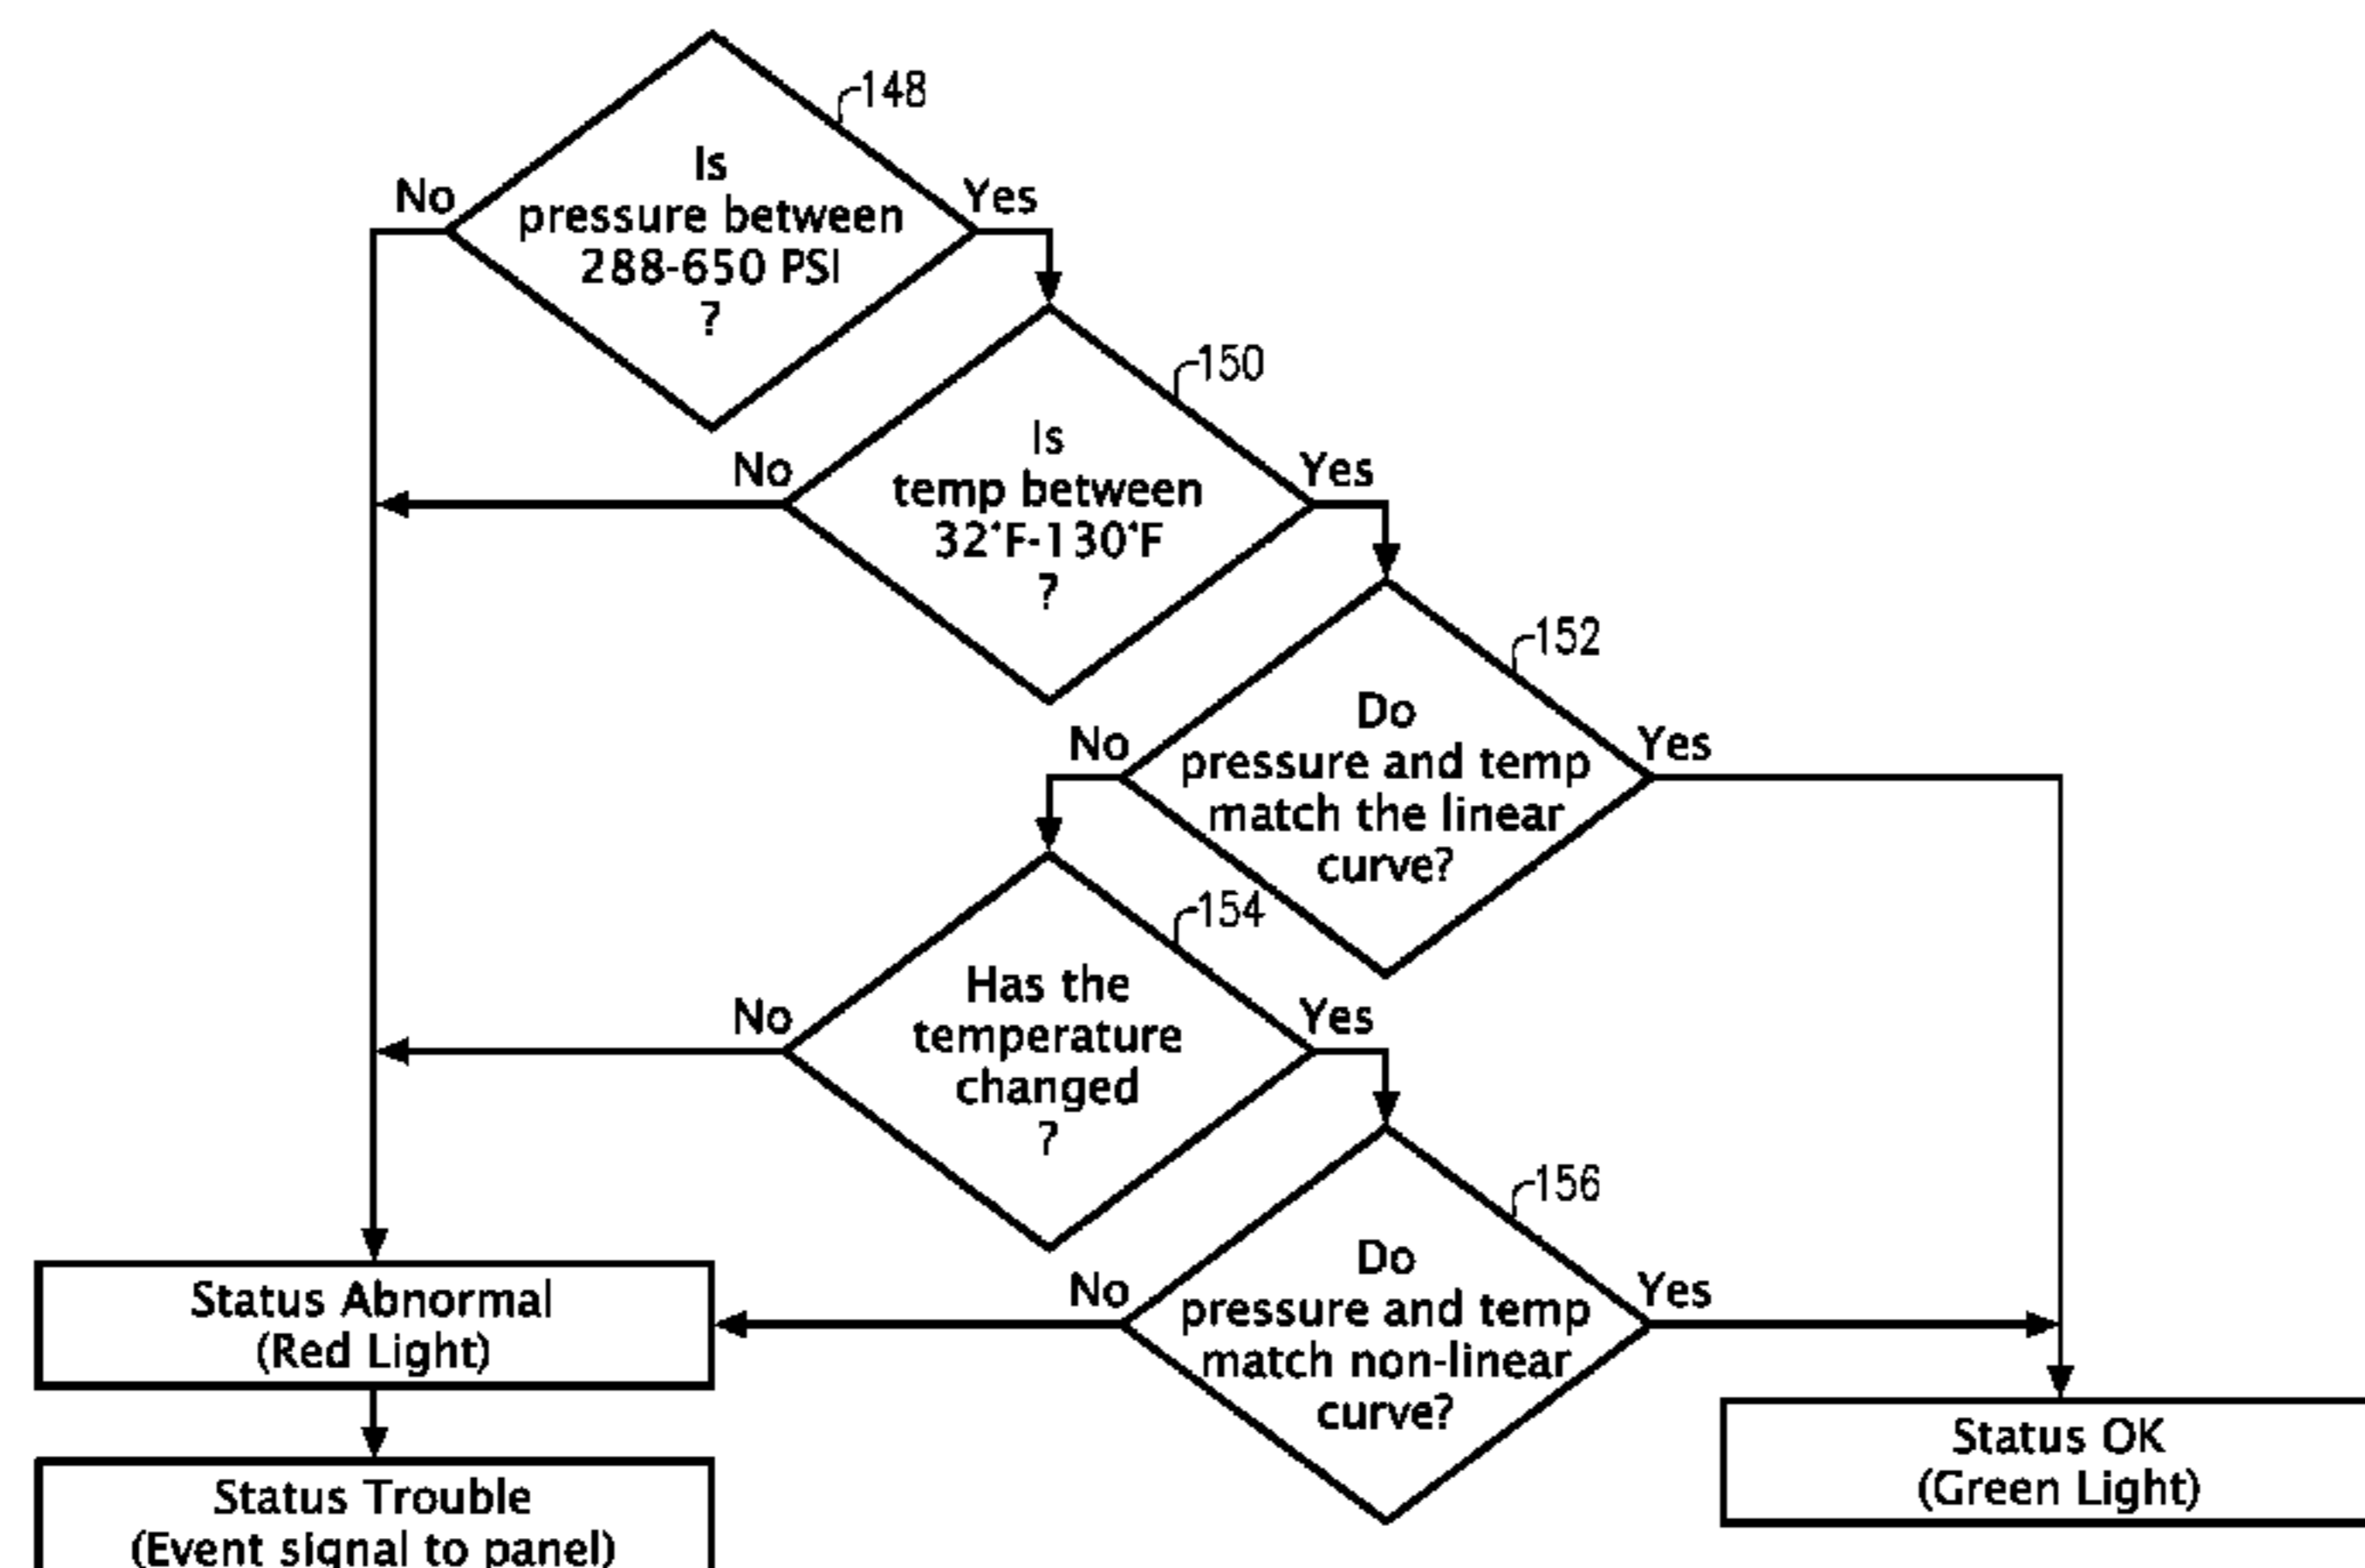 148
Is
pressure between
288-650 PSI
?
No
Yes
150
Is
temp between
32°F-130°F
?
No
Yes
152
Do
pressure and temp
match the linear
curve?
No
Yes
154
Has the
temperature
changed
?
No
Yes
156
Do
pressure and temp
match non-linear
curve?
No
Yes
Status Abnormal
(Red Light)
Status OK
(Green Light)
Status Trouble
(Event signal to panel)